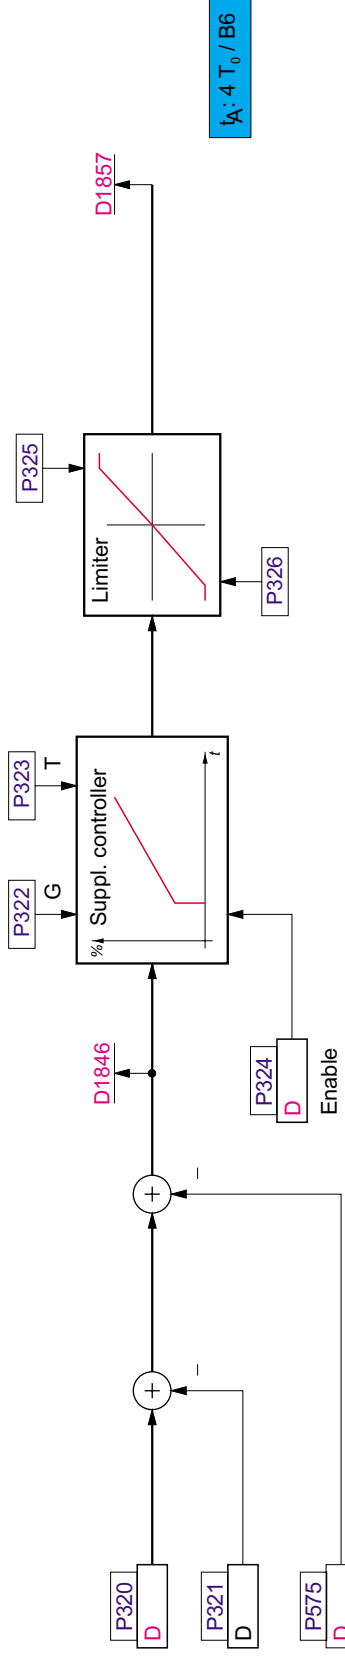 P320
D
P321
D
P575
D
–
–
+
+
D1846
P324
D
Enable
P322
G
P323
T
Suppl. controller
%
t
Limiter
P325
P326
D1857
tA: 4 T0 / B6